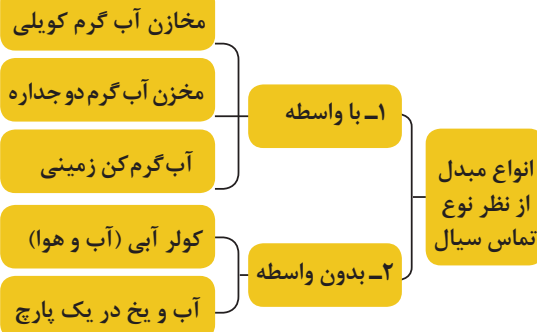 انواع مبدل
از نظر نوع
تماس سیال
۱ـ با واسطه
مخازن آب گرم کویلی
مخزن آب گرم دو جداره
آب گرم کن زمینی
۲ـ بدون واسطه
کولر آبی (آب و هوا)
آب و یخ در یک پارچ